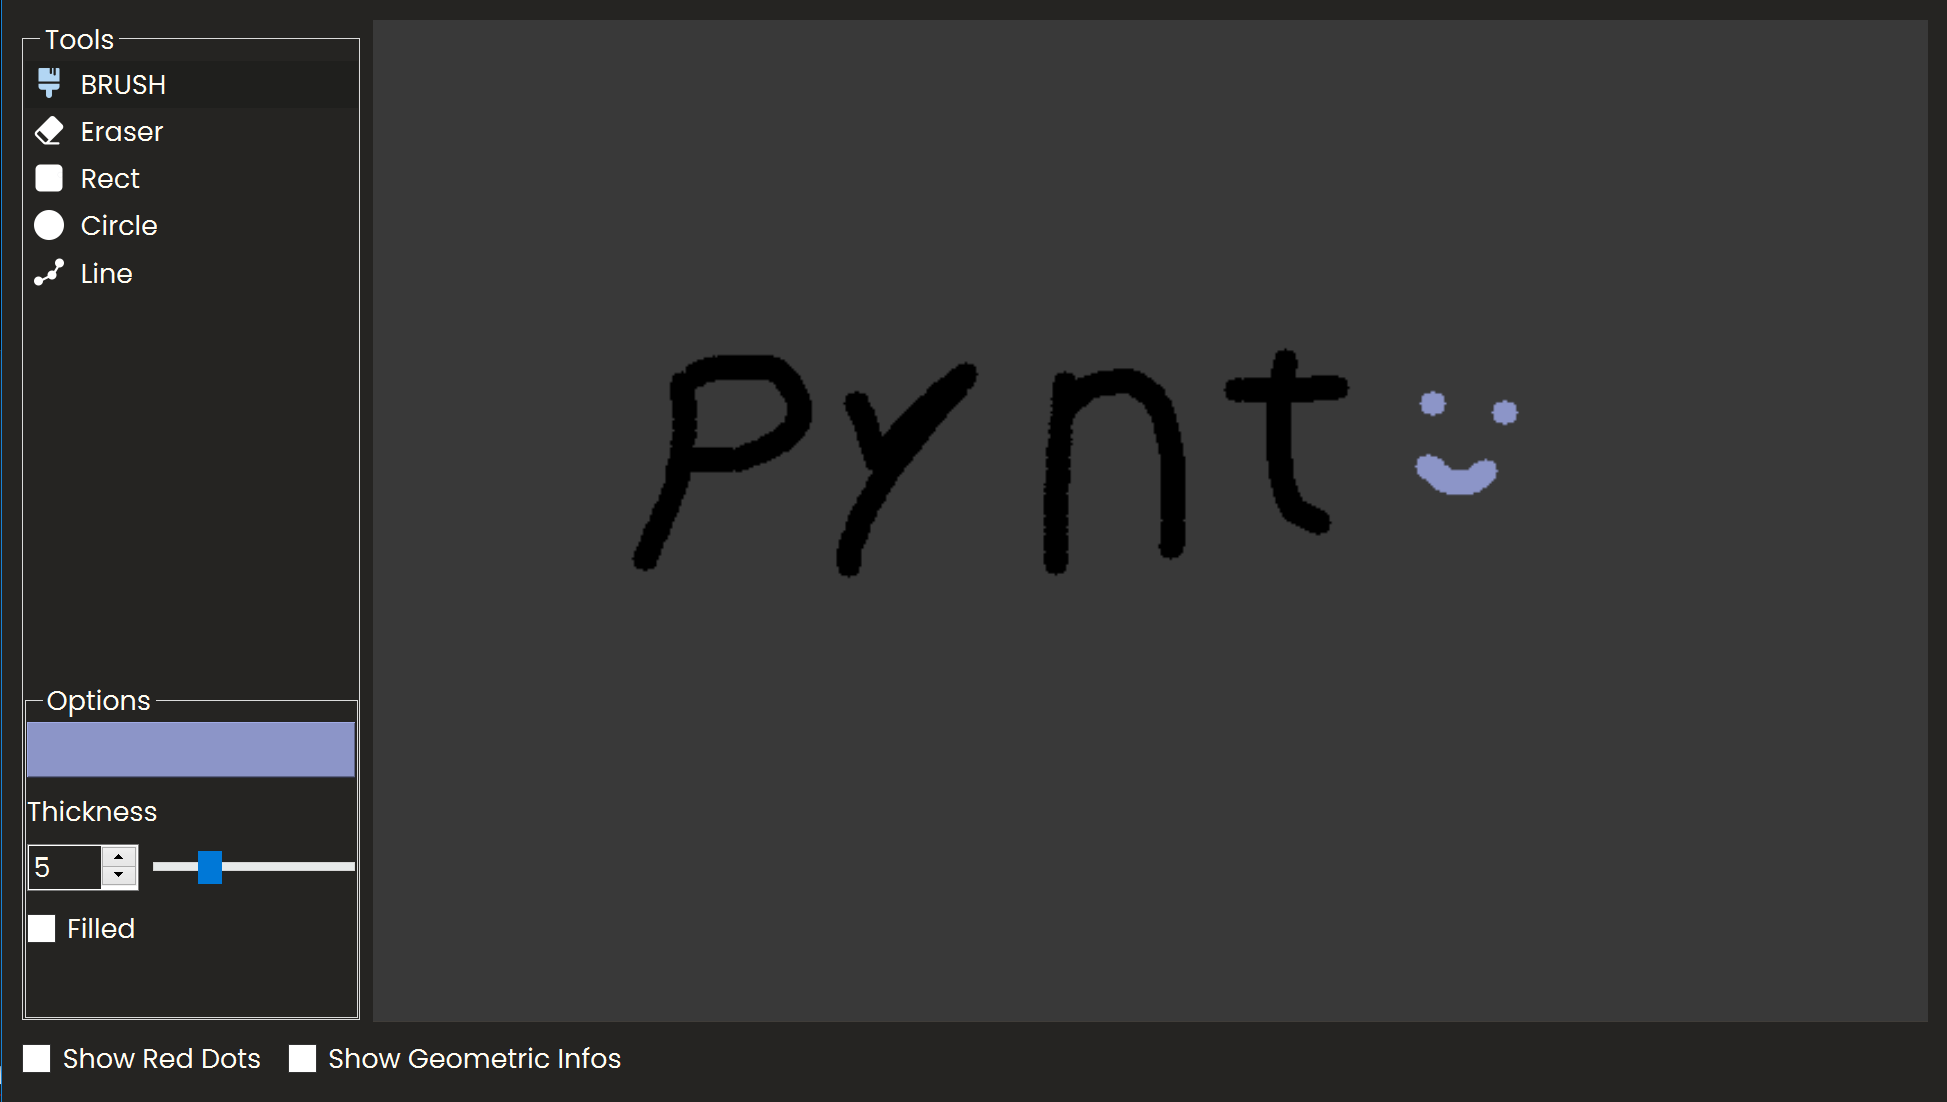 Tools
BRUSH
Eraser
Rect
Circle
Line
Pynt
Options
Thickness
5
Filled
Show Red Dots
Show Geometric Infos